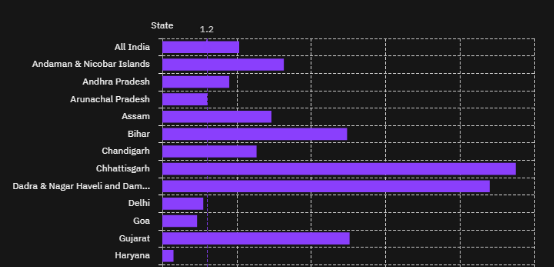 State
1.2
All India
Andaman & Nicobar Islands
Andhra Pradesh
Arunachal Pradesh
Assam
Bihar
Chandigarh
Chhattisgarh
Dadra & Nagar Haveli and Dam...
Delhi
Goa
Gujarat
Haryana